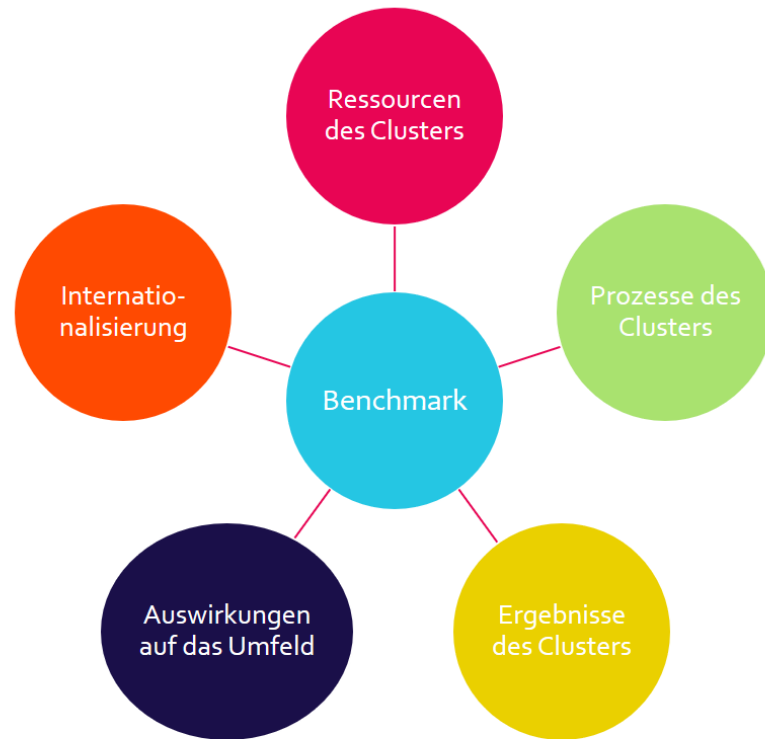 Ressourcen
des Clusters
Internatio-
nalisierung
Prozesse des
Clusters
Benchmark
Auswirkungen
auf das Umfeld
Ergebnisse
des Clusters